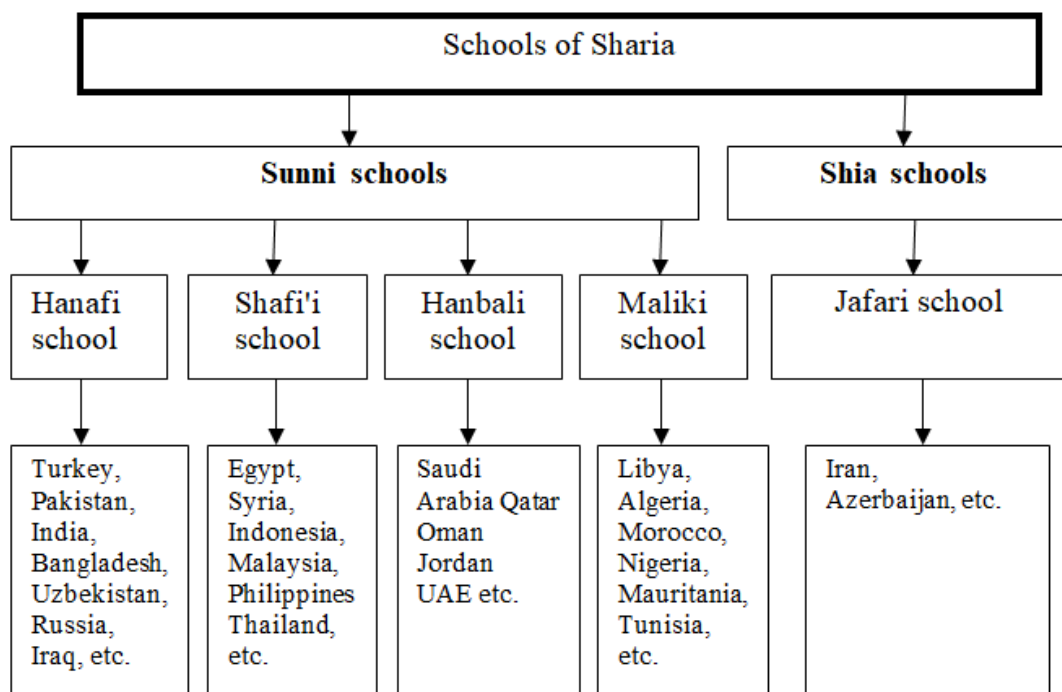 Schools of Sharia
Sunni schools
Shia schools
Hanafi
school
Shafi'i
school
Hanbali
school
Maliki
school
Jafari school
Turkey,
Pakistan,
India,
Bangladesh,
Uzbekistan,
Russia,
Iraq, etc.
Egypt,
Syria,
Indonesia,
Malaysia,
Philippines
Thailand,
etc.
Saudi
Arabia Qatar
Oman
Jordan
UAE etc.
Libya,
Algeria,
Morocco,
Nigeria,
Mauritania,
Tunisia,
etc.
Iran,
Azerbaijan, etc.